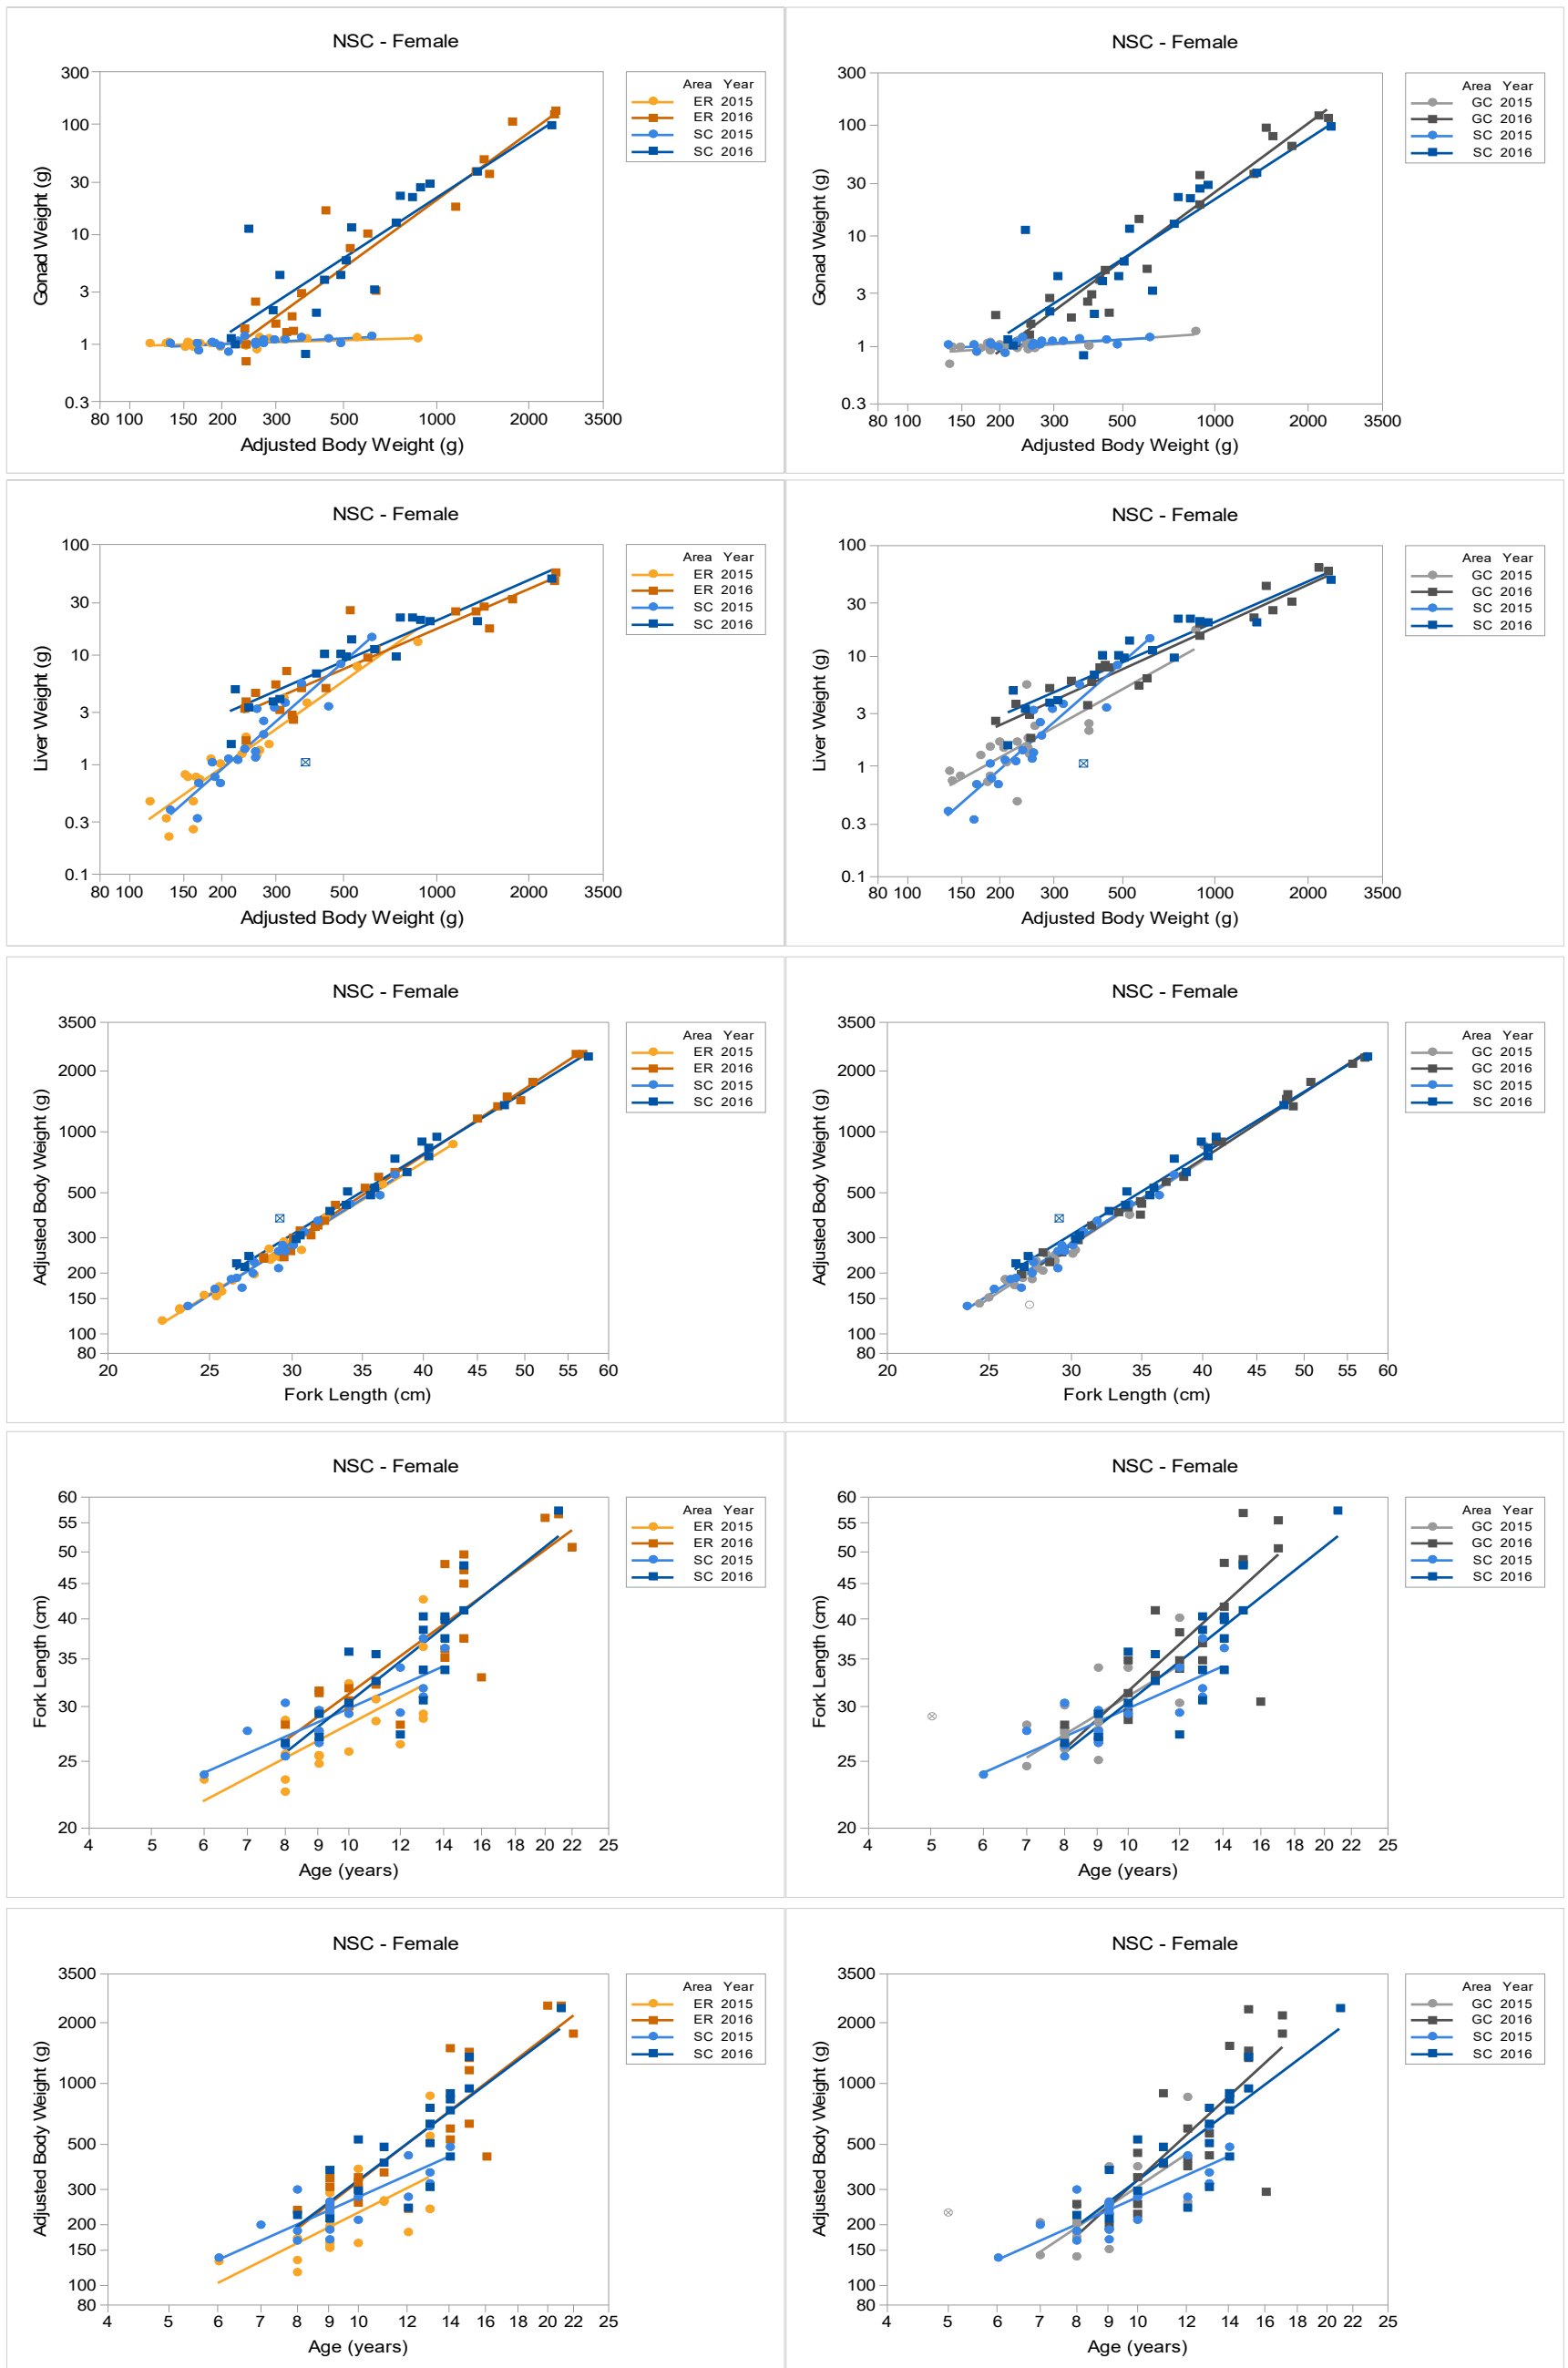 NSC - Female
300
100
30
10
3
1
0.3
Gonad Weight (g)
80 100 150 200 300 500 1000 2000 3500
Adjusted Body Weight (g)
Area Year
ER 2015
ER 2016
SC 2015
SC 2016
NSC - Female
300
100
30
10
3
1
0.3
Gonad Weight (g)
80 100 150 200 300 500 1000 2000 3500
Adjusted Body Weight (g)
Area Year
GC 2015
GC 2016
SC 2015
SC 2016
NSC - Female
100
30
10
3
1
0.3
0.1
Liver Weight (g)
80 100 150 200 300 500 1000 2000 3500
Adjusted Body Weight (g)
Area Year
ER 2015
ER 2016
SC 2015
SC 2016
NSC - Female
100
30
10
3
1
0.3
0.1
Liver Weight (g)
80 100 150 200 300 500 1000 2000 3500
Adjusted Body Weight (g)
Area Year
GC 2015
GC 2016
SC 2015
SC 2016
NSC - Female
3500
2000
1000
500
300
200
150
100
80
Adjusted Body Weight (g)
20 25 30 35 40 45 50 55 60
Fork Length (cm)
Area Year
ER 2015
ER 2016
SC 2015
SC 2016
NSC - Female
3500
2000
1000
500
300
200
150
100
80
Adjusted Body Weight (g)
20 25 30 35 40 45 50 55 60
Fork Length (cm)
Area Year
GC 2015
GC 2016
SC 2015
SC 2016
NSC - Female
60
55
50
45
40
35
30
25
20
Fork Length (cm)
4 5 6 7 8 9 10 12 14 16 18 20 22 25
Age (years)
Area Year
ER 2015
ER 2016
SC 2015
SC 2016
NSC - Female
60
55
50
45
40
35
30
25
20
Fork Length (cm)
4 5 6 7 8 9 10 12 14 16 18 20 22 25
Age (years)
Area Year
GC 2015
GC 2016
SC 2015
SC 2016
NSC - Female
3500
2000
1000
500
300
200
150
100
80
Adjusted Body Weight (g)
4 5 6 7 8 9 10 12 14 16 18 20 22 25
Age (years)
Area Year
ER 2015
ER 2016
SC 2015
SC 2016
NSC - Female
3500
2000
1000
500
300
200
150
100
80
Adjusted Body Weight (g)
4 5 6 7 8 9 10 12 14 16 18 20 22 25
Age (years)
Area Year
GC 2015
GC 2016
SC 2015
SC 2016